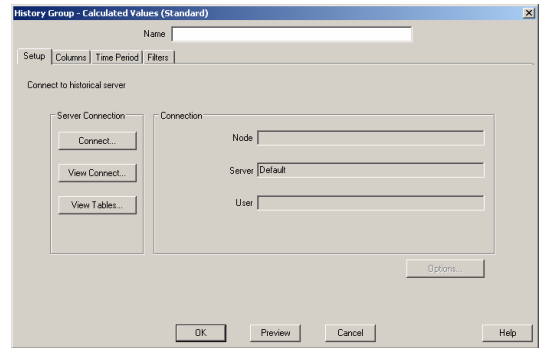 History Group - Calculated Values (Standard)
Name
Setup Columns Time Period Filters
Connect to historical server
Server Connection Connection
Connect... Node
View Connect... Server Default
View Tables... User
Options...
OK Preview Cancel Help